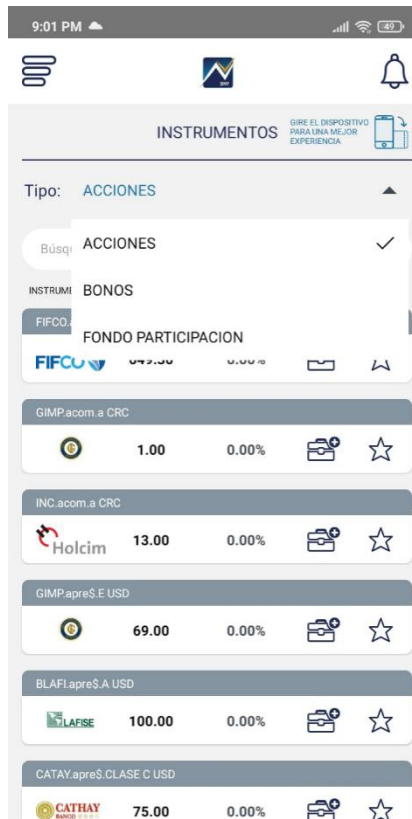 9:01 PM
49
INSTRUMENTOS
GIRE EL DISPOSITIVO
PARA UNA MEJOR
EXPERIENCIA
Tipo: ACCIONES
ACCIONES
BONOS
FONDO PARTICIPACION
FIFCO
GIMP.acom.a CRC
1.00 0.00%
INC.acom.a CRC
Holcim 13.00 0.00%
GIMP.apre$.E USD
69.00 0.00%
BLAFI.apre$.A USD
LAFISE 100.00 0.00%
CATAY.apre$.CLASE C USD
CATHAY 75.00 0.00%